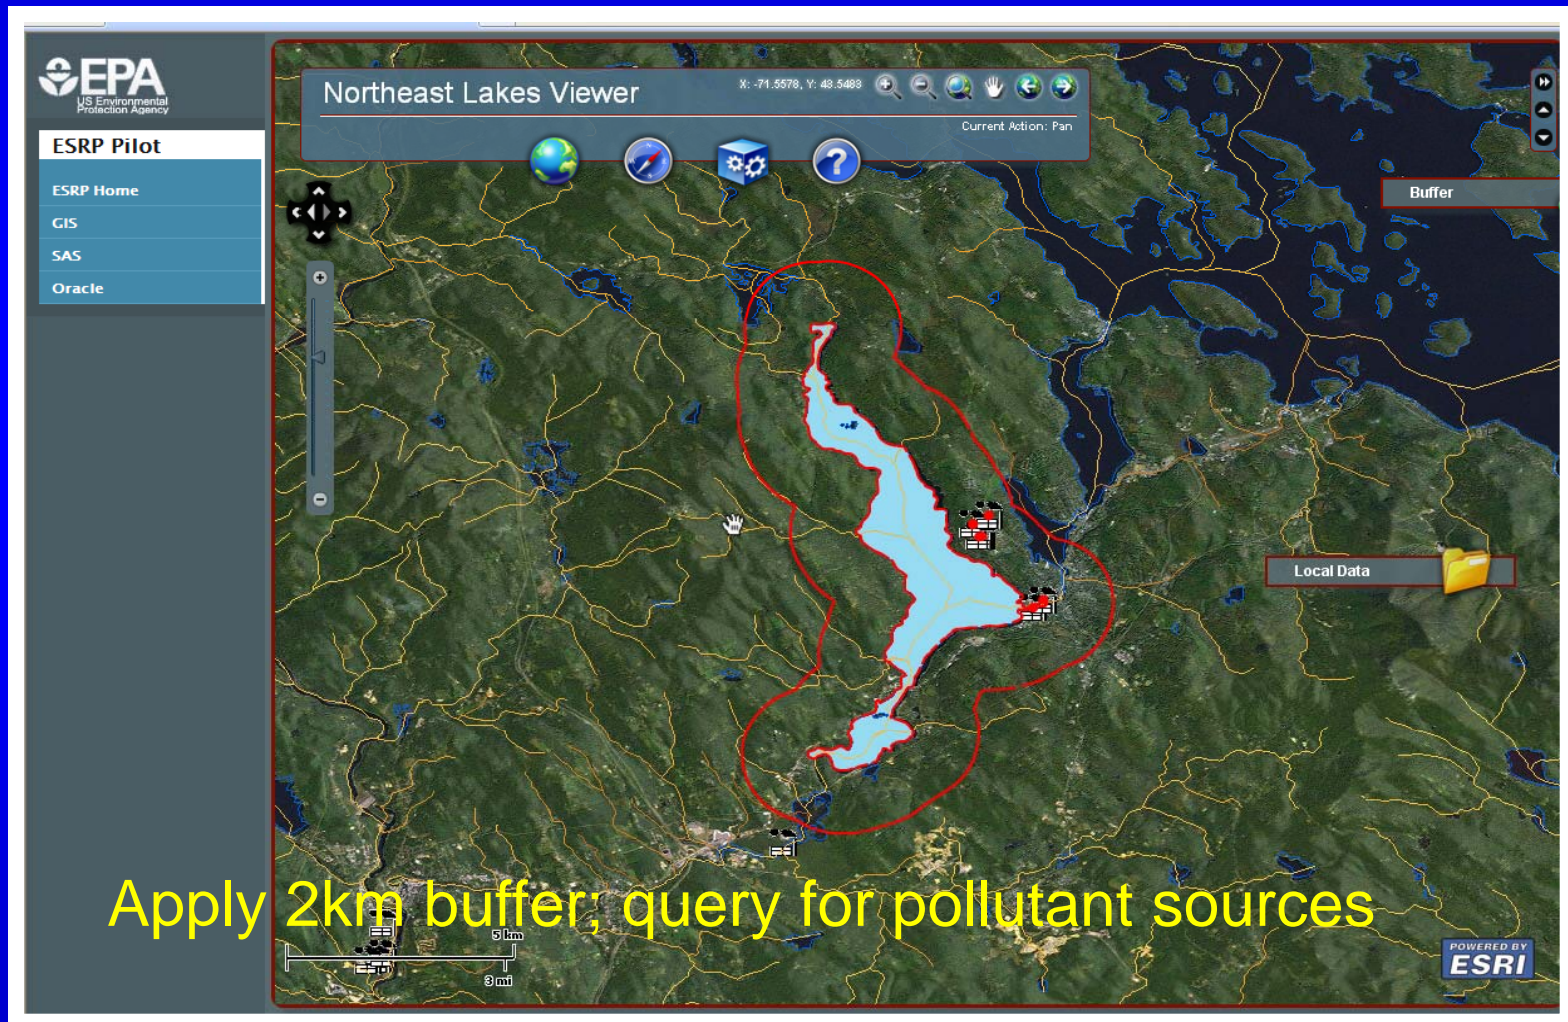 EPA
US Environmental
Protection Agency
ESRP Pilot
ESRP Home
GIS
SAS
Oracle
Northeast Lakes Viewer
X: -71.5578, Y: 43.5483
Current Action: Pan
Buffer
Local Data
Apply 2km buffer; query for pollutant sources
5 km
3 mi
POWERED BY
ESRI